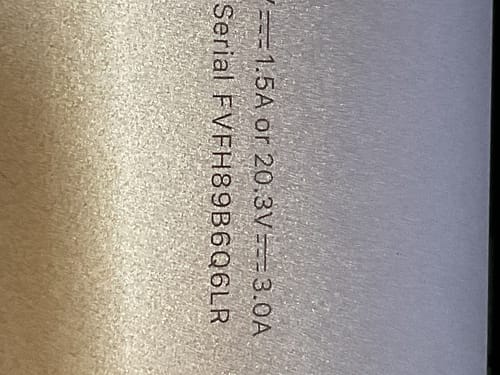 V⎓1.5A or 20.3V⎓3.0A
Serial FVFH89B6Q6LR